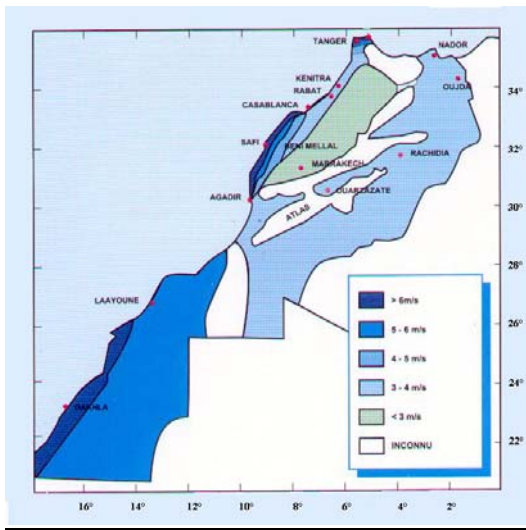 TANGER
NADOR
KENITRA
OUJDA
RABAT
34°
CASABLANCA
SAFI
BENI MELLAL
32°
RACHIDIA
MARRAKECH
AGADIR
OUARZAZATE
30°
ATLAS
28°
LAAYOUNE
> 6m/s
26°
5 - 6 m/s
4 - 5 m/s
24°
3 - 4 m/s
DAKHLA
< 3 m/s
22°
INCONNU
16° 14° 12° 10° 8° 6° 4° 2°